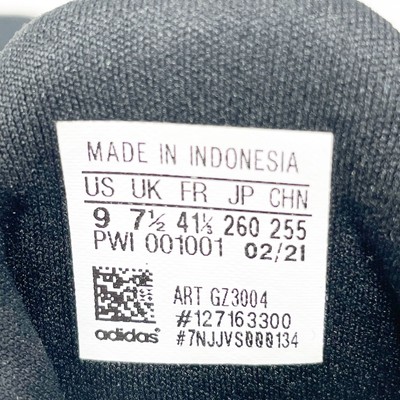 MADE IN INDONESIA
US UK FR JP CHN
9 7½ 41⅓ 260 255
PWI 001001 02/21
ART GZ3004
#127163300
adidas #7NJJVS000134